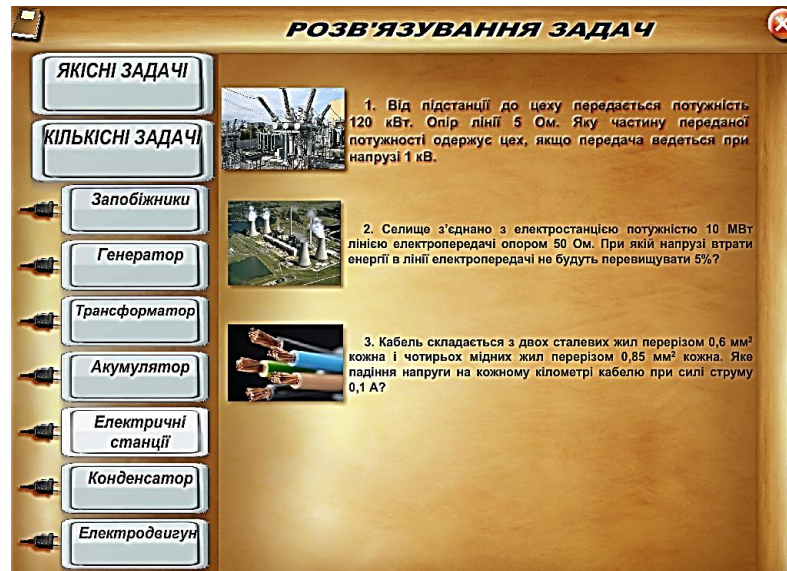 РОЗВ'ЯЗУВАННЯ ЗАДАЧ
ЯКІСНІ ЗАДАЧІ
КІЛЬКІСНІ ЗАДАЧІ
Запобіжники
Генератор
Трансформатор
Акумулятор
Електричні
станції
Конденсатор
Електродвигун
1. Від підстанції до цеху передається потужність
120 кВт. Опір лінії 5 Ом. Яку частину переданої
потужності одержує цех, якщо передача ведеться при
напрузі 1 кВ.
2. Селище з’єднано з електростанцією потужністю 10 МВт
лінією електропередачі опором 50 Ом. При якій напрузі втрати
енергії в лінії електропередачі не будуть перевищувати 5%?
3. Кабель складається з двох сталевих жил перерізом 0,6 мм²
кожна і чотирьох мідних жил перерізом 0,85 мм² кожна. Яке
падіння напруги на кожному кілометрі кабелю при силі струму
0,1 А?